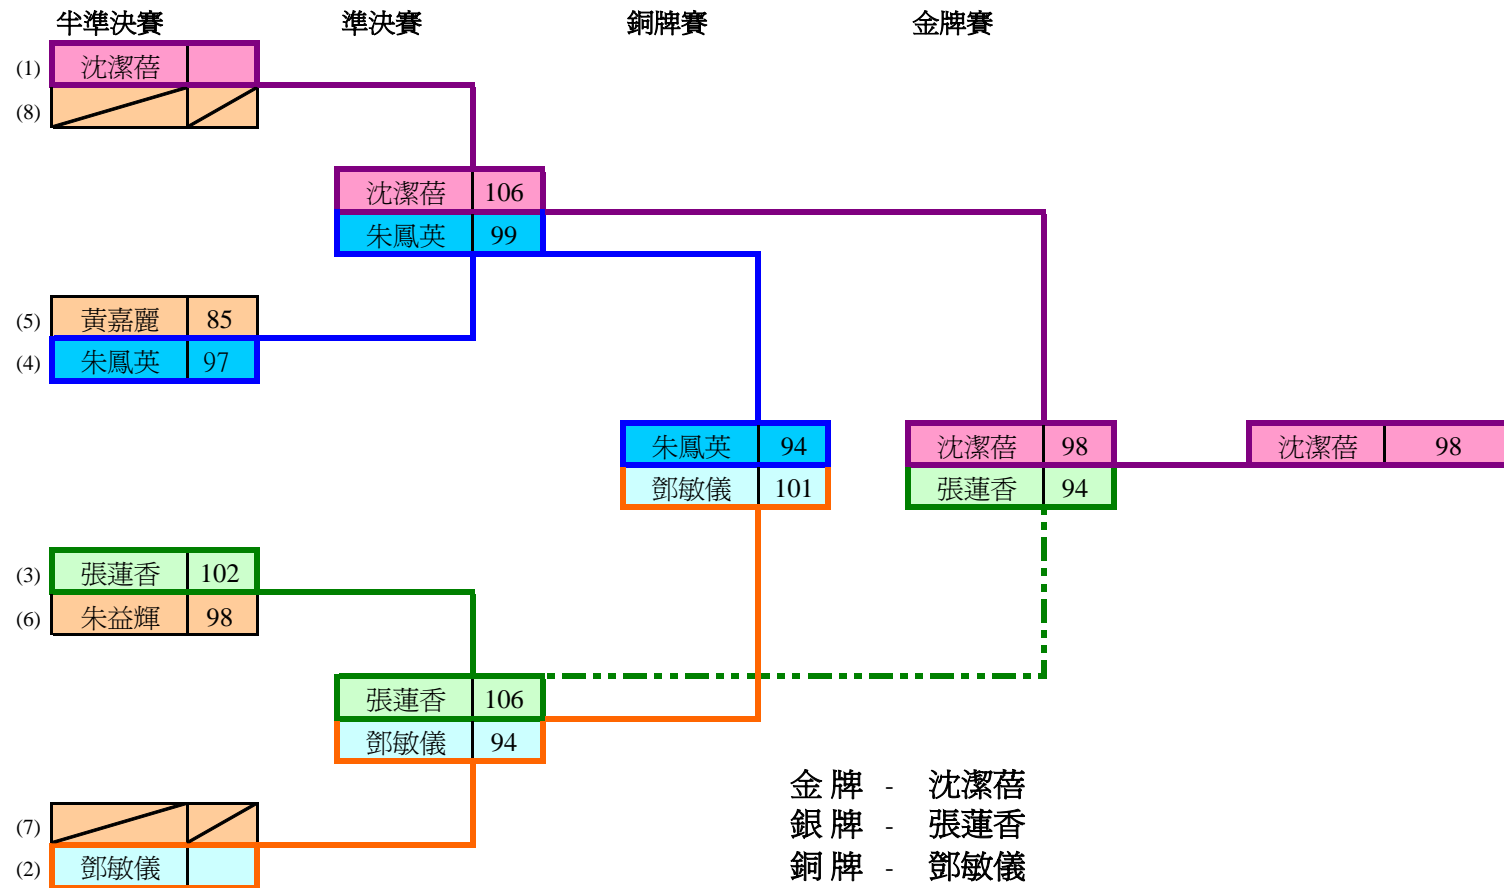 半準決賽 準決賽 銅牌賽 金牌賽
(1) 沈潔蓓
(8)
沈潔蓓 106
朱鳳英 99
(5) 黃嘉麗 85
(4) 朱鳳英 97
朱鳳英 94 沈潔蓓 98 沈潔蓓 98
鄧敏儀 101 張蓮香 94
(3) 張蓮香 102
(6) 朱益輝 98
張蓮香 106
鄧敏儀 94
金牌 - 沈潔蓓
(7) 銀牌 - 張蓮香
(2) 鄧敏儀 銅牌 - 鄧敏儀